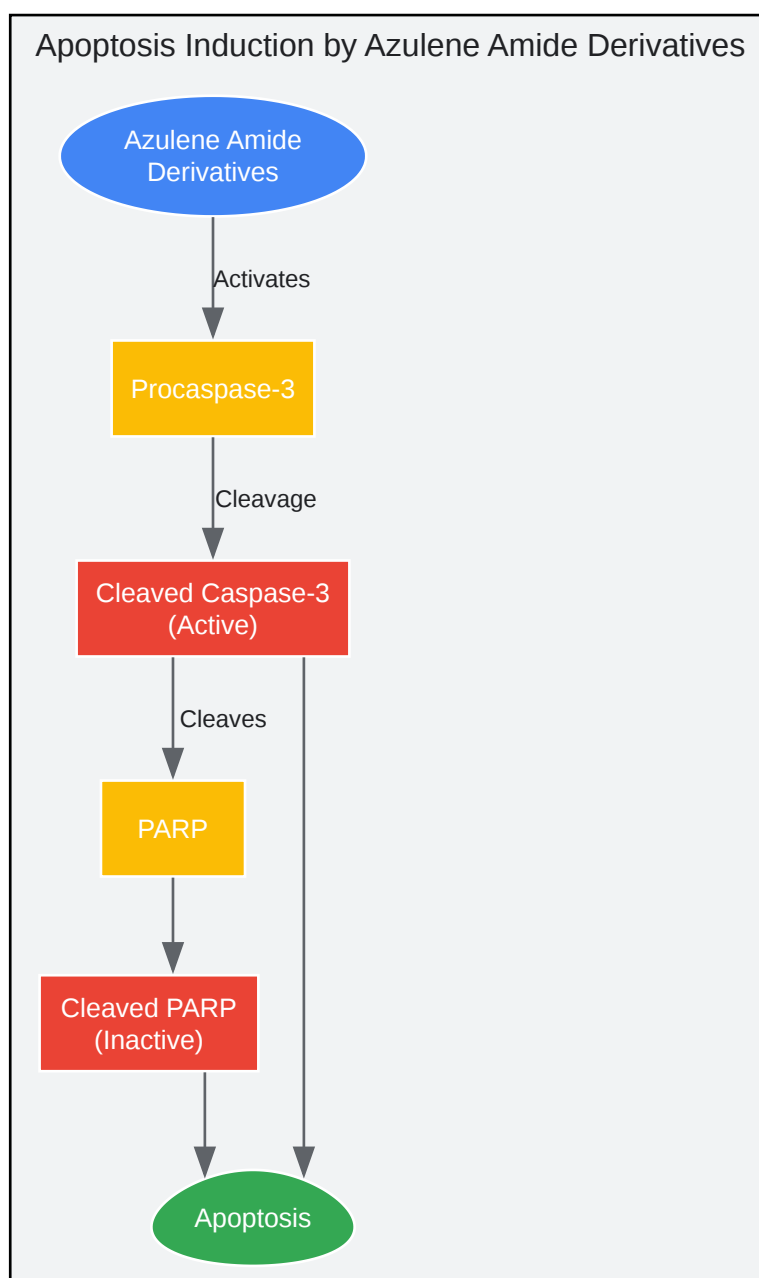 Apoptosis Induction by Azulene Amide Derivatives
Azulene Amide
Derivatives
Activates
Procaspase-3
Cleavage
Cleaved Caspase-3
(Active)
Cleaves
PARP
Cleaved PARP
(Inactive)
Apoptosis